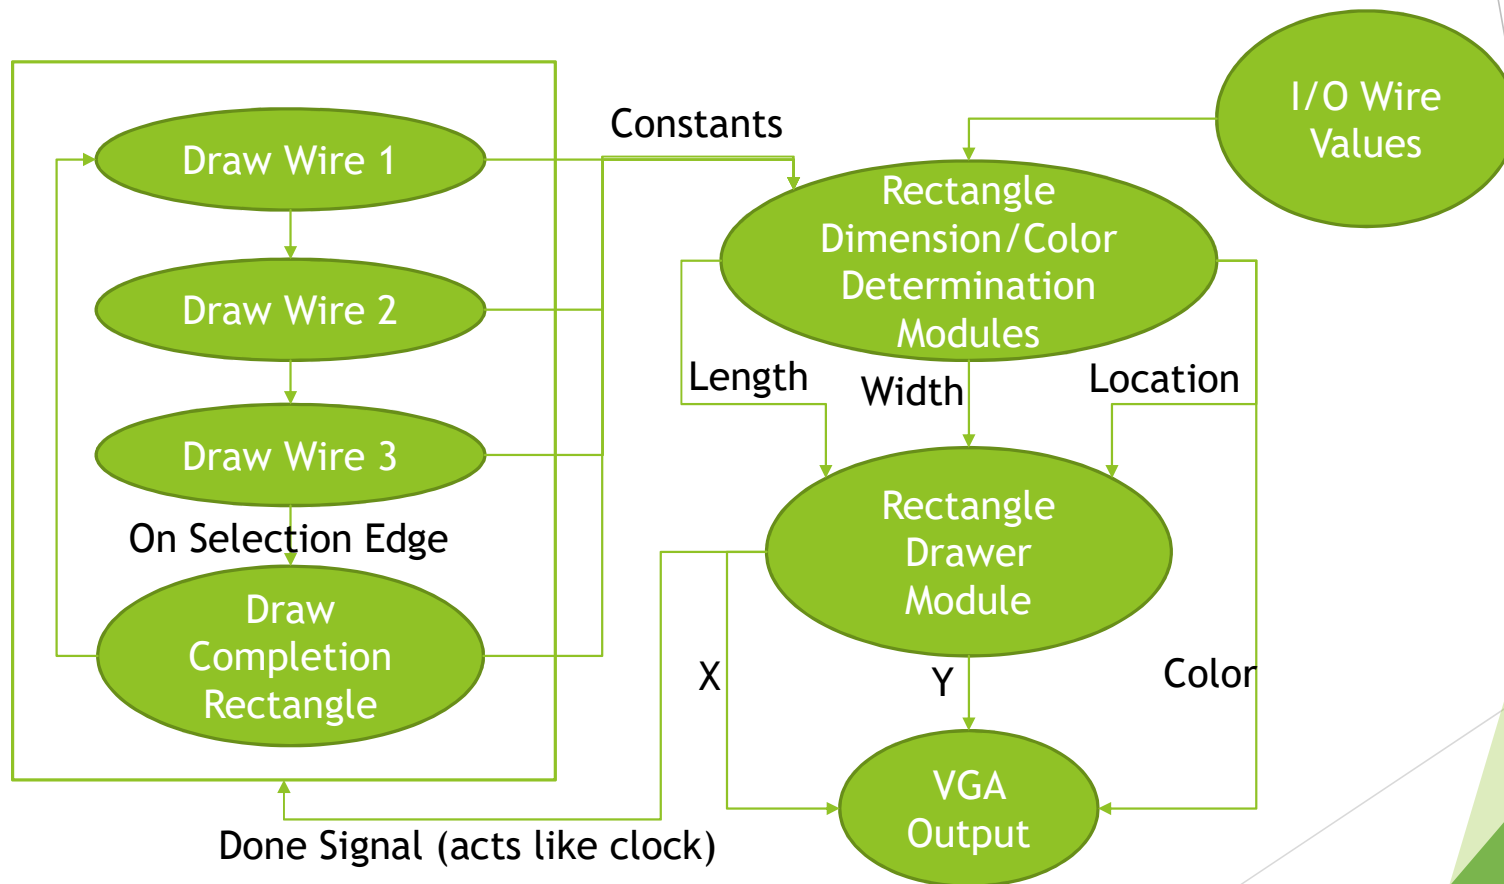 Draw Wire 1
Draw Wire 2
Draw Wire 3
On Selection Edge
Draw
Completion
Rectangle
Constants
I/O Wire
Values
Rectangle
Dimension/Color
Determination
Modules
Length
Width
Location
Rectangle
Drawer
Module
X
Y
Color
VGA
Output
Done Signal (acts like clock)